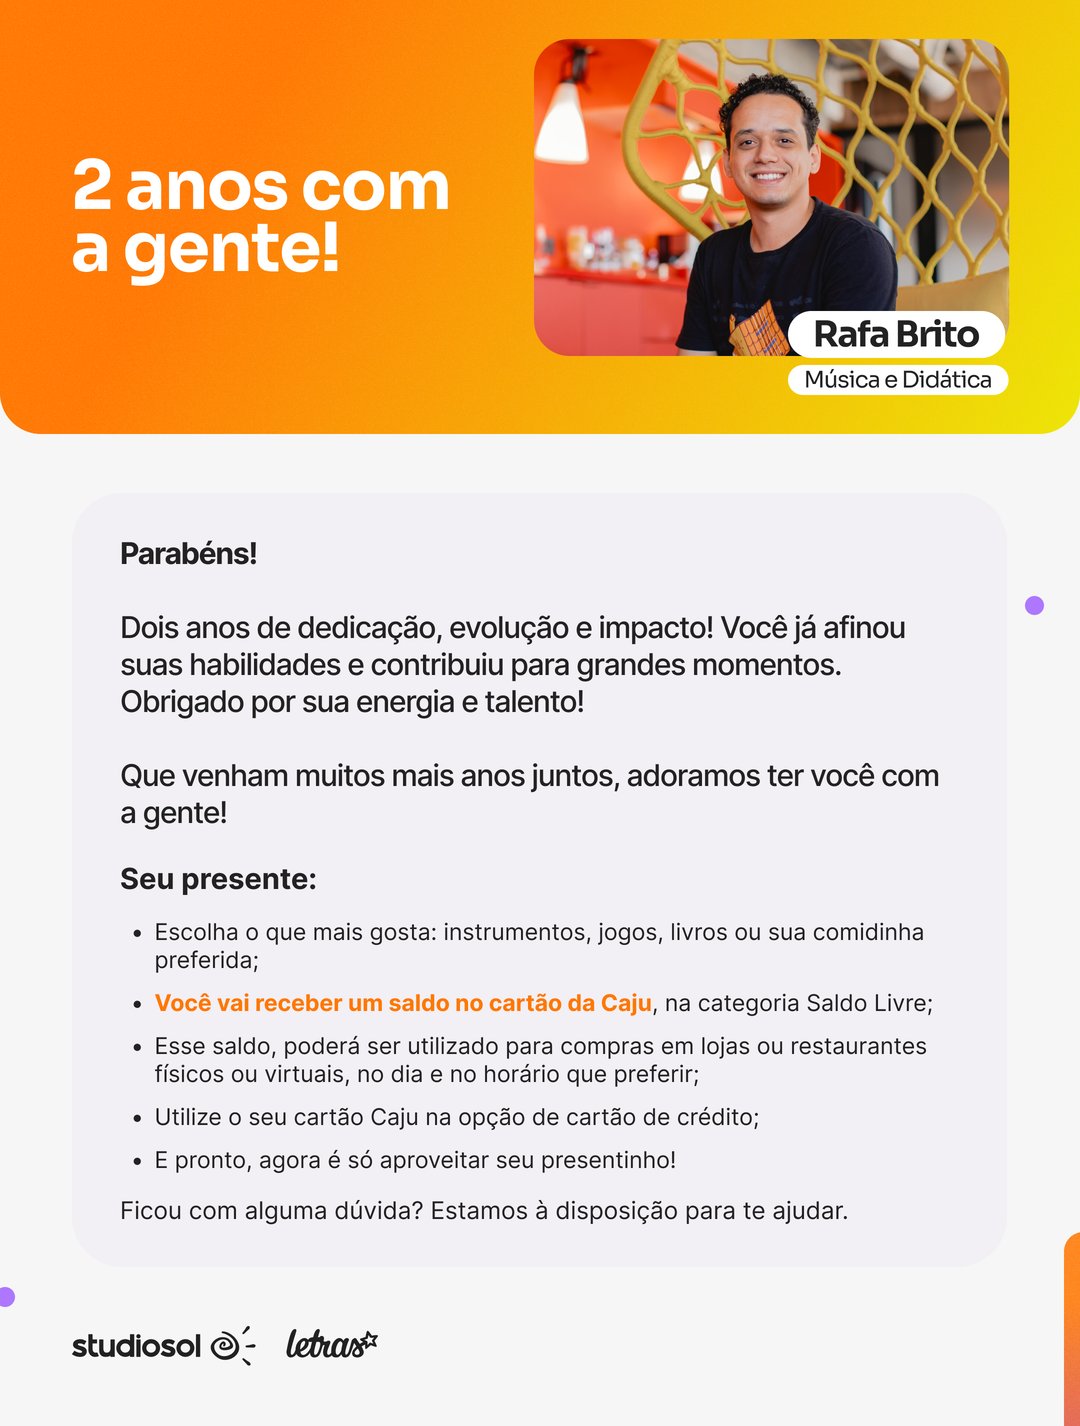 2 anos com
a gente!
Rafa Brito
Música e Didática
Parabéns!
Dois anos de dedicação, evolução e impacto! Você já afinou
suas habilidades e contribuiu para grandes momentos.
Obrigado por sua energia e talento!
Que venham muitos mais anos juntos, adoramos ter você com
a gente!
Seu presente:
• Escolha o que mais gosta: instrumentos, jogos, livros ou sua comidinha
preferida;
• Você vai receber um saldo no cartão da Caju, na categoria Saldo Livre;
• Esse saldo, poderá ser utilizado para compras em lojas ou restaurantes
físicos ou virtuais, no dia e no horário que preferir;
• Utilize o seu cartão Caju na opção de cartão de crédito;
• E pronto, agora é só aproveitar seu presentinho!
Ficou com alguma dúvida? Estamos à disposição para te ajudar.
studiosol letras